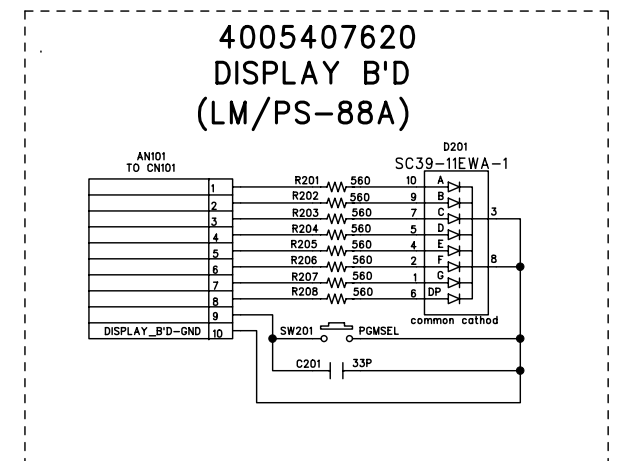 4005407620
DISPLAY B'D
(LM/PS-88A)
D201
SC39-11EWA-1
AN101
TO CN101
1 R201 560 10 A
2 R202 560 9 B
3 R203 560 7 C 3
4 R204 560 5 D
5 R205 560 4 E
6 R206 560 2 F 8
7 R207 560 1 G
8 R208 560 6 DP
9
common cathod
DISPLAY_B'D-GND 10
SW201 PGMSEL
C201 33P